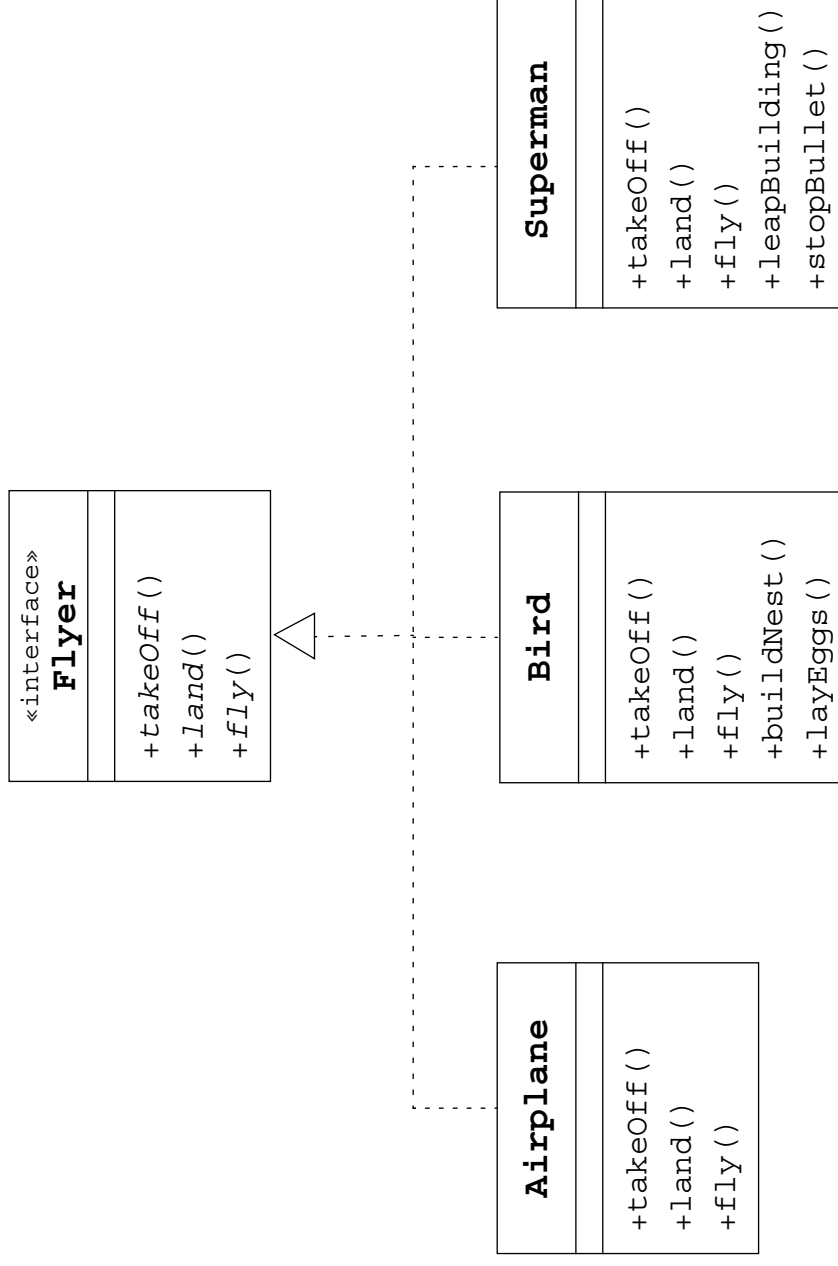 «interface»
Flyer
+takeOff()
+land()
+fly()
Airplane
+takeOff()
+land()
+fly()
Bird
+takeOff()
+land()
+fly()
+buildNest()
+layEggs()
Superman
+takeOff()
+land()
+fly()
+leapBuilding()
+stopBullet()